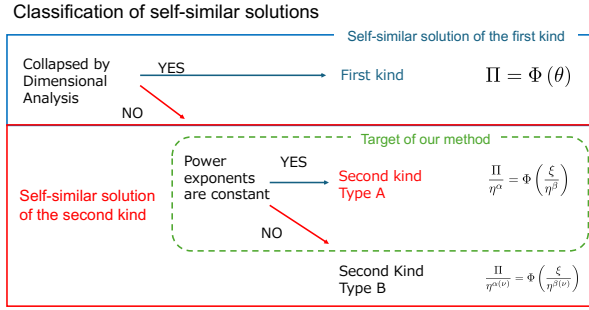 Classification of self-similar solutions
Self-similar solution of the first kind
Collapsed by
Dimensional
Analysis
YES
First kind
Π = Φ (θ)
NO
Target of our method
Power
exponents
are constant
YES
Second kind
Type A
Π/η^α = Φ (ξ/η^β)
Self-similar solution
of the second kind
NO
Second Kind
Type B
Π/η^α(ν) = Φ (ξ/η^β(ν))